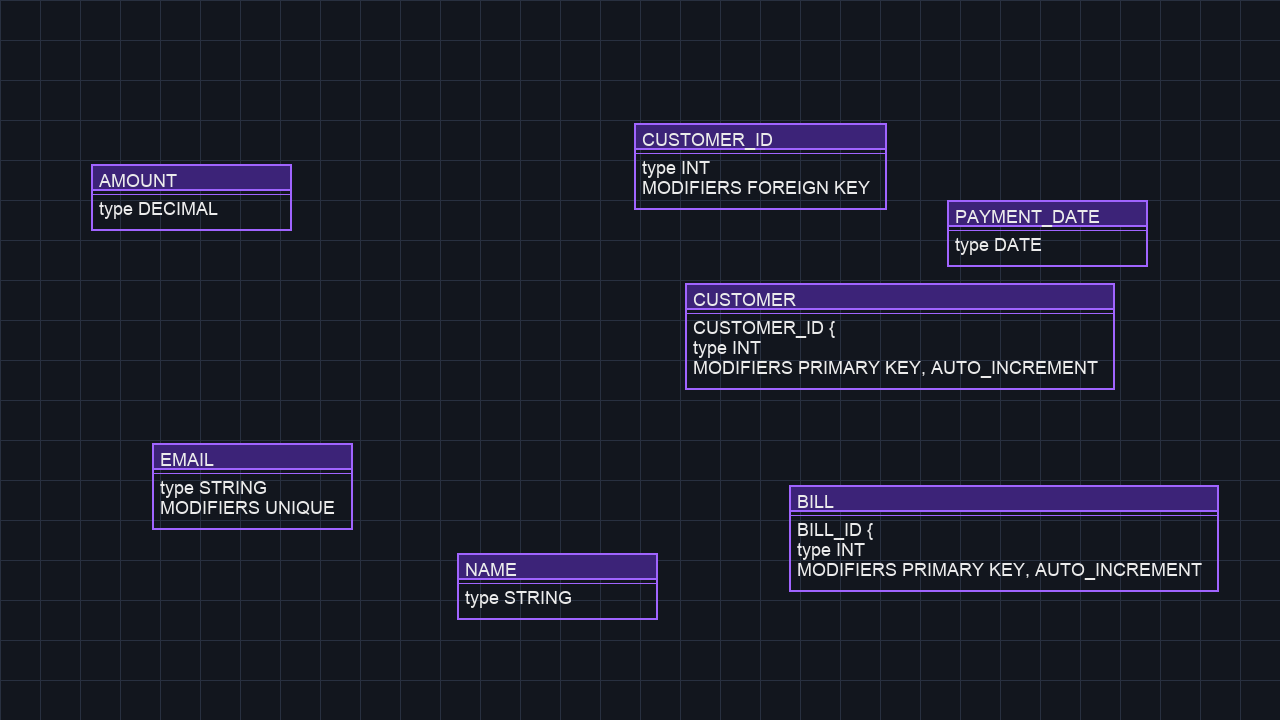 CUSTOMER_ID
type INT
MODIFIERS FOREIGN KEY
AMOUNT
type DECIMAL
PAYMENT_DATE
type DATE
CUSTOMER
CUSTOMER_ID {
type INT
MODIFIERS PRIMARY KEY, AUTO_INCREMENT
EMAIL
type STRING
MODIFIERS UNIQUE
BILL
BILL_ID {
type INT
MODIFIERS PRIMARY KEY, AUTO_INCREMENT
NAME
type STRING